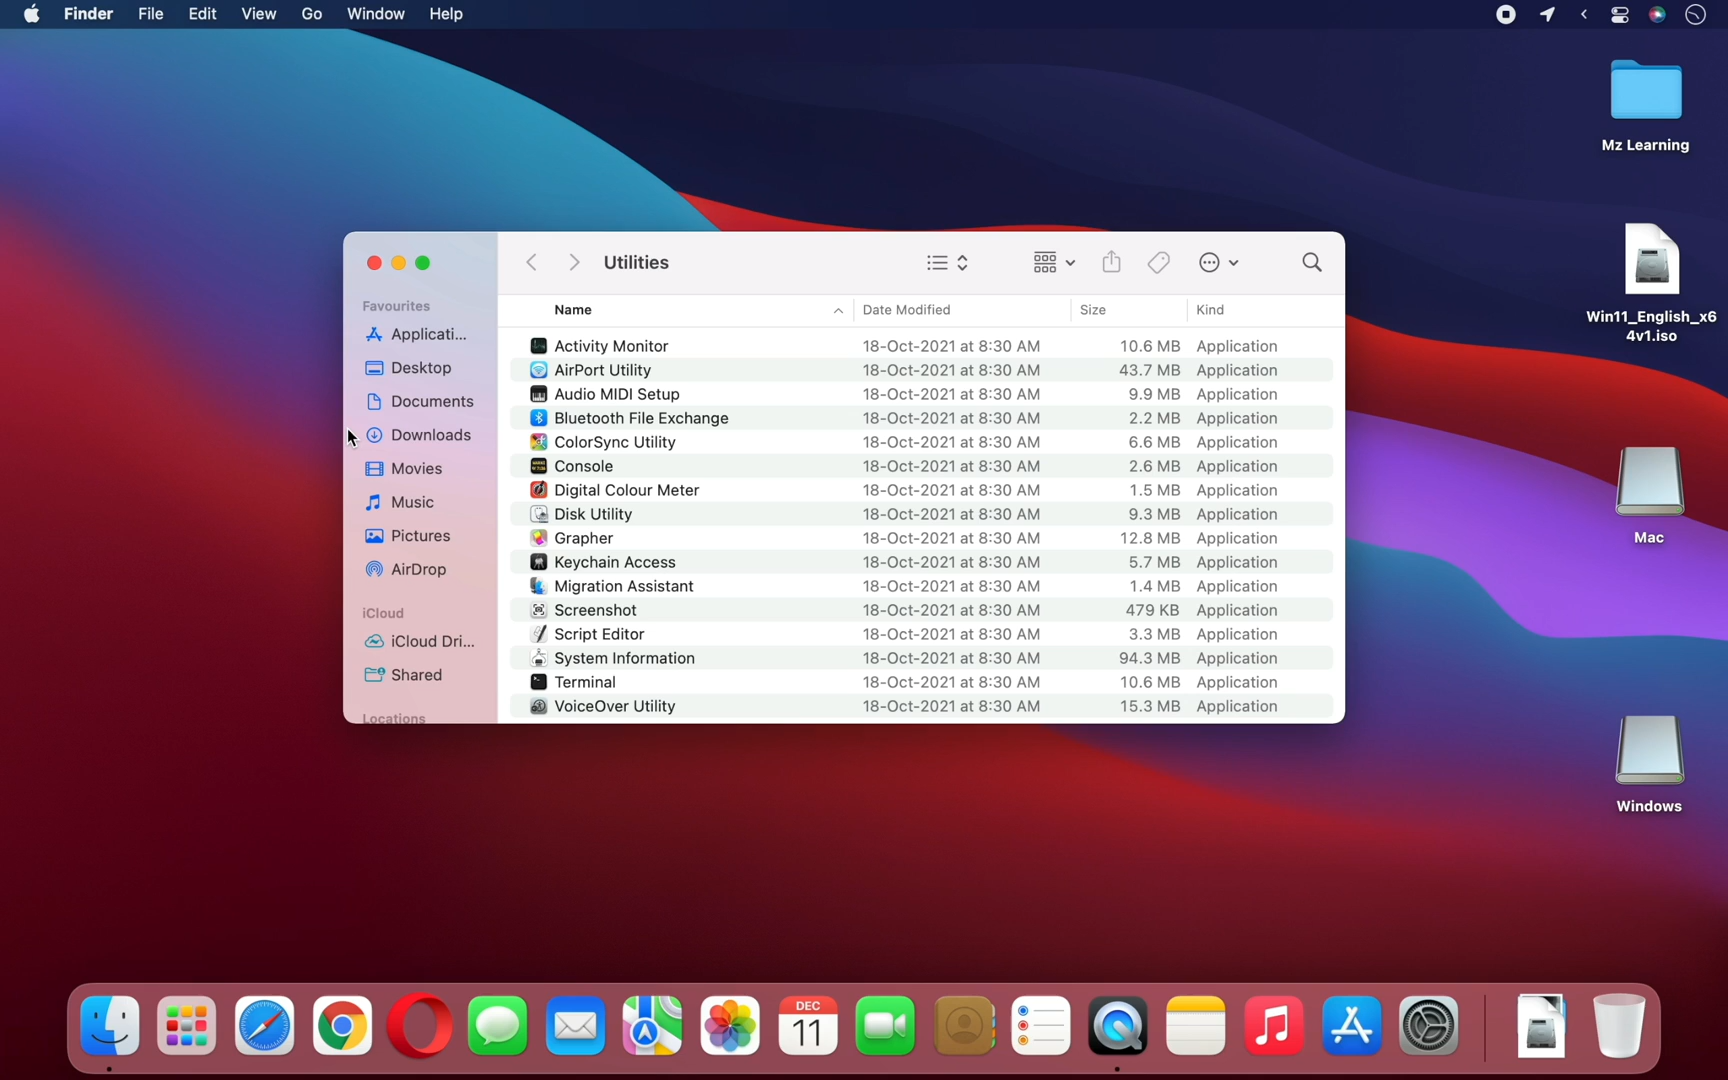 Finder File Edit View Go Window Help
Mz Learning
Win11_English_x6
4v1.iso
Mac
Windows
Utilities
Favourites
Applicati...
Desktop
Documents
Downloads
Movies
Music
Pictures
AirDrop
iCloud
iCloud Dri...
Shared
Locations
Name Date Modified Size Kind
Activity Monitor 18-Oct-2021 at 8:30 AM 10.6 MB Application
AirPort Utility 18-Oct-2021 at 8:30 AM 43.7 MB Application
Audio MIDI Setup 18-Oct-2021 at 8:30 AM 9.9 MB Application
Bluetooth File Exchange 18-Oct-2021 at 8:30 AM 2.2 MB Application
ColorSync Utility 18-Oct-2021 at 8:30 AM 6.6 MB Application
Console 18-Oct-2021 at 8:30 AM 2.6 MB Application
Digital Colour Meter 18-Oct-2021 at 8:30 AM 1.5 MB Application
Disk Utility 18-Oct-2021 at 8:30 AM 9.3 MB Application
Grapher 18-Oct-2021 at 8:30 AM 12.8 MB Application
Keychain Access 18-Oct-2021 at 8:30 AM 5.7 MB Application
Migration Assistant 18-Oct-2021 at 8:30 AM 1.4 MB Application
Screenshot 18-Oct-2021 at 8:30 AM 479 KB Application
Script Editor 18-Oct-2021 at 8:30 AM 3.3 MB Application
System Information 18-Oct-2021 at 8:30 AM 94.3 MB Application
Terminal 18-Oct-2021 at 8:30 AM 10.6 MB Application
VoiceOver Utility 18-Oct-2021 at 8:30 AM 15.3 MB Application
DEC
11